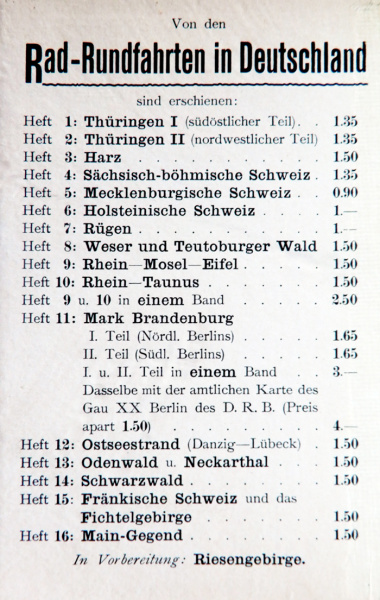 Von den
Rad-Rundfahrten in Deutschland
sind erschienen:
Heft 1: Thüringen I (südöstlicher Teil). . 1.35
Heft 2: Thüringen II (nordwestlicher Teil) 1.35
Heft 3: Harz . . . . . . . . . . 1.50
Heft 4: Sächsisch-böhmische Schweiz . 1.35
Heft 5: Mecklenburgische Schweiz . . 0.90
Heft 6: Holsteinische Schweiz . . . . 1.—
Heft 7: Rügen . . . . . . . . . 1.—
Heft 8: Weser und Teutoburger Wald 1.50
Heft 9: Rhein—Mosel—Eifel . . . . . 1.50
Heft 10: Rhein—Taunus . . . . . . 1.50
Heft 9 u. 10 in einem Band . . . . 2.50
Heft 11: Mark Brandenburg
I. Teil (Nördl. Berlins) . . . . . 1.65
II. Teil (Südl. Berlins) . . . . . 1.65
I. u. II. Teil in einem Band . . 3.—
Dasselbe mit der amtlichen Karte des
Gau XX Berlin des D. R. B. (Preis
apart 1.50) . . . . . . . . 4.—
Heft 12: Ostseestrand (Danzig—Lübeck) . 1.50
Heft 13: Odenwald u. Neckarthal . . . 1.50
Heft 14: Schwarzwald . . . . . . . 1.50
Heft 15: Fränkische Schweiz und das
Fichtelgebirge . . . . . . . 1.50
Heft 16: Main-Gegend . . . . . . . 1.50
In Vorbereitung: Riesengebirge.